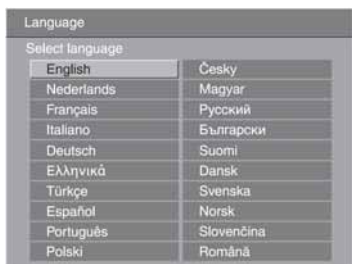 Language
Select language
English
Nederlands
Français
Italiano
Deutsch
Ελληνικά
Türkçe
Español
Português
Polski
Česky
Magyar
Русский
Български
Suomi
Dansk
Svenska
Norsk
Slovenčina
Română